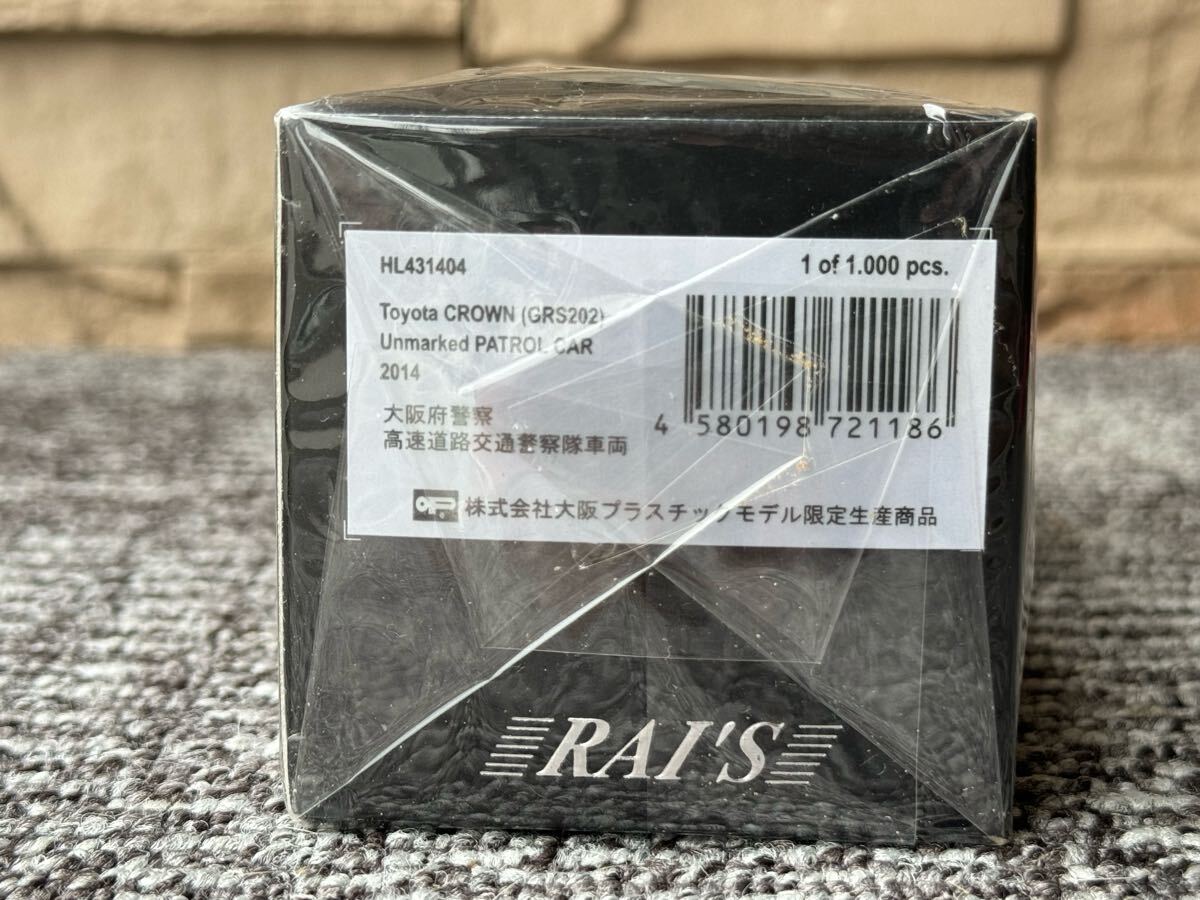 HL431404
1 of 1.000 pcs.
Toyota CROWN (GRS202)
Unmarked PATROL CAR
2014
大阪府警察
高速道路交通警察隊車両
4 580198 721186
株式会社大阪プラスチックモデル限定生産商品
RAI'S